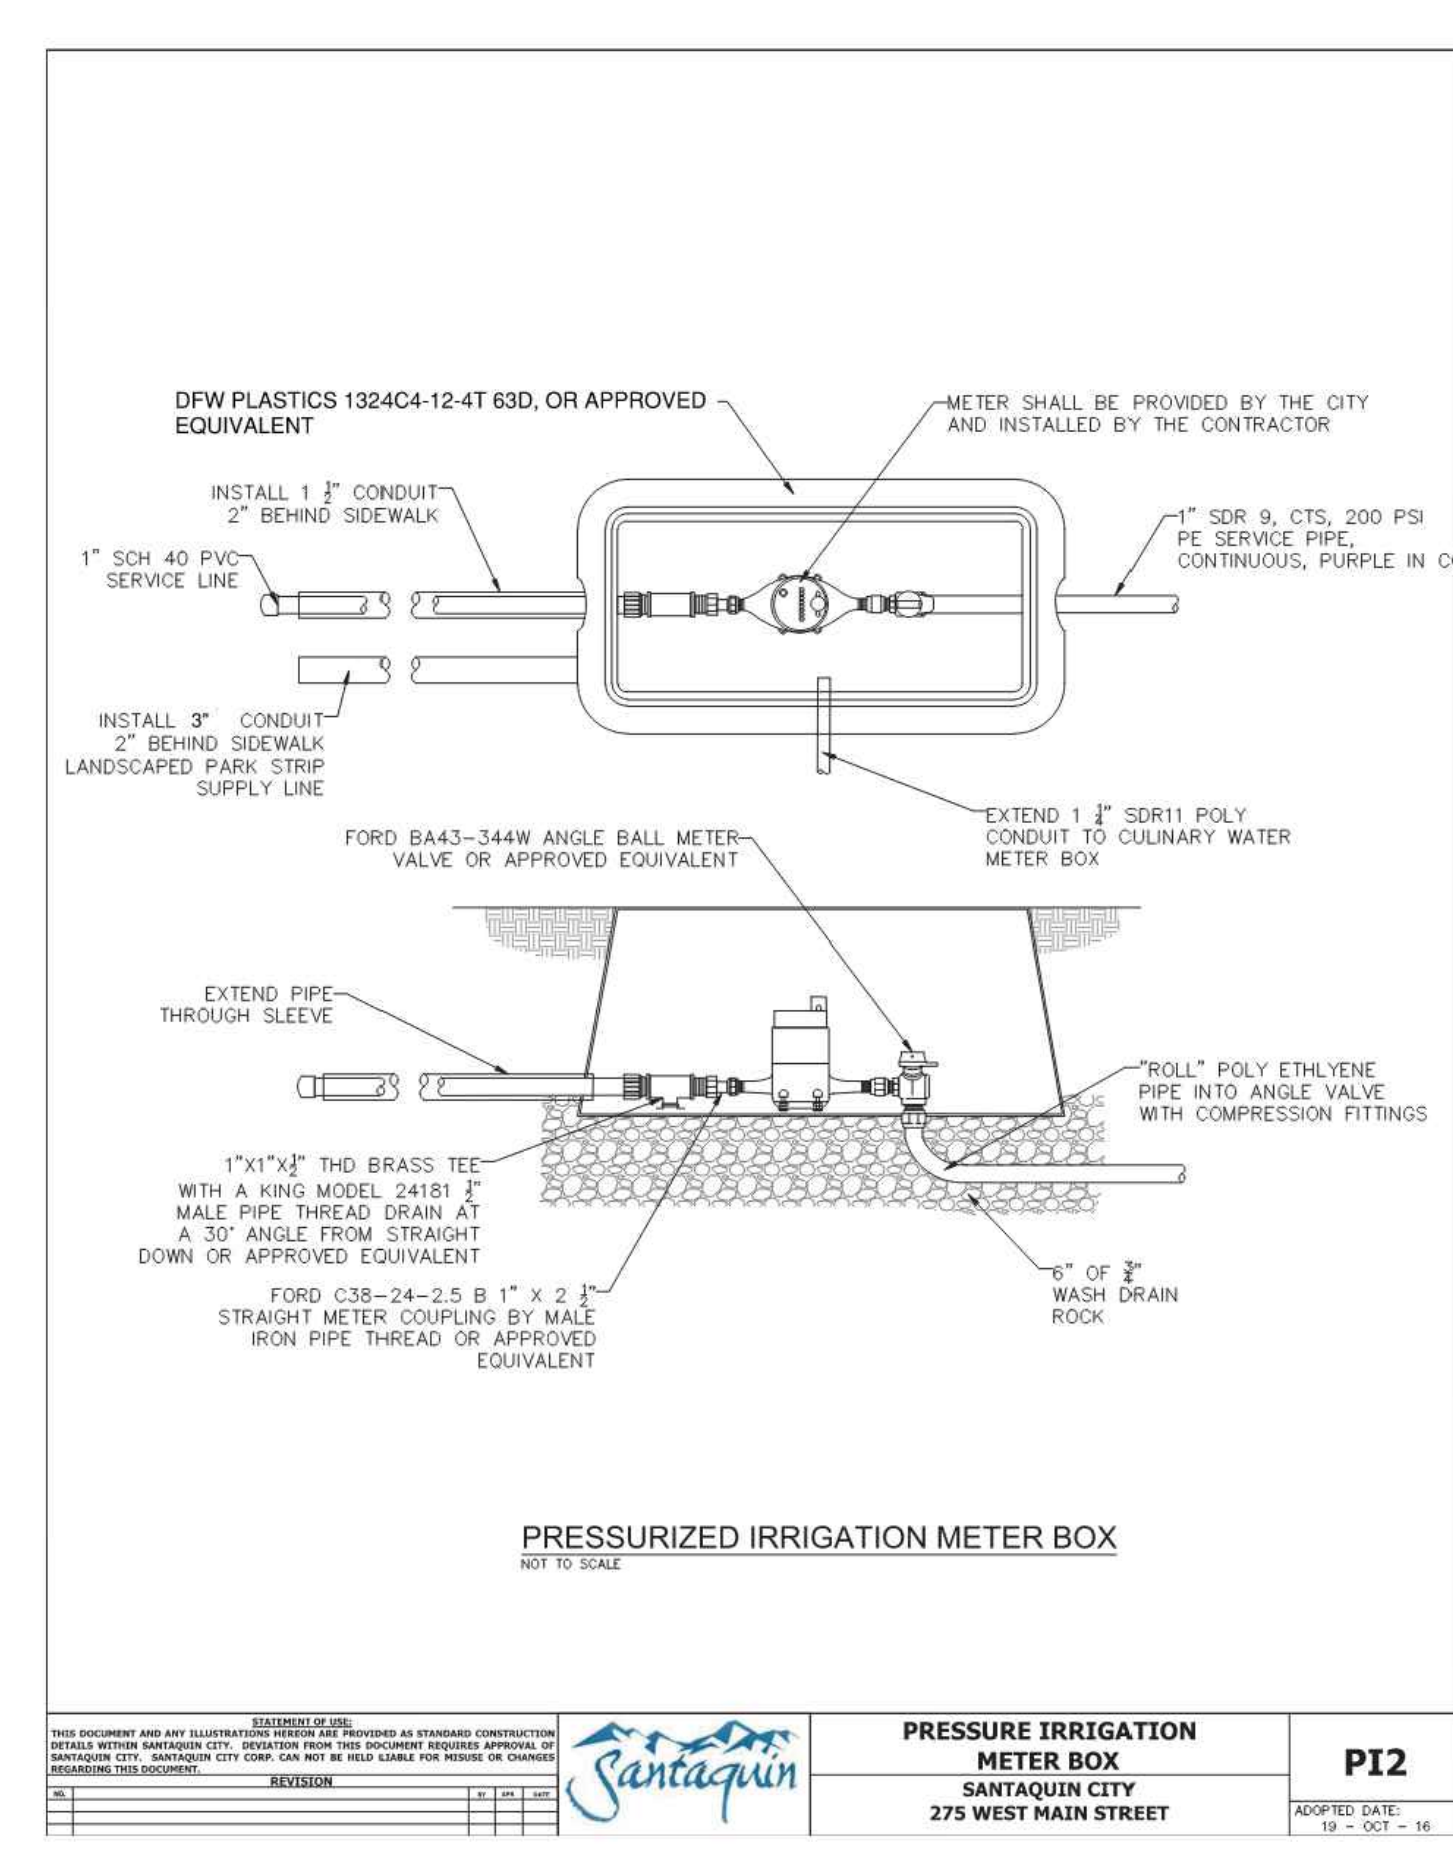 DFW PLASTICS 1324C4-12-4T 63D, OR APPROVED
EQUIVALENT
METER SHALL BE PROVIDED BY THE CITY
AND INSTALLED BY THE CONTRACTOR
INSTALL 1 1/2" CONDUIT
2" BEHIND SIDEWALK
1" SCH 40 PVC
SERVICE LINE
1" SDR 9, CTS, 200 PSI
PE SERVICE PIPE,
CONTINUOUS, PURPLE IN
INSTALL 3" CONDUIT
2" BEHIND SIDEWALK
LANDSCAPED PARK STRIP
SUPPLY LINE
EXTEND 1 1/4" SDR11 POLY
CONDUIT TO CULINARY WATER
METER BOX
FORD BA43-344W ANGLE BALL METER
VALVE OR APPROVED EQUIVALENT
EXTEND PIPE
THROUGH SLEEVE
"ROLL" POLY ETHLYENE
PIPE INTO ANGLE VALVE
WITH COMPRESSION FITTINGS
1"X1"X1/2" THD BRASS TEE
WITH A KING MODEL 24181 1/2"
MALE PIPE THREAD DRAIN AT
A 30° ANGLE FROM STRAIGHT
DOWN OR APPROVED EQUIVALENT
FORD C38-24-2.5 B 1" X 2 1/2"
STRAIGHT METER COUPLING BY MALE
IRON PIPE THREAD OR APPROVED
EQUIVALENT
6" OF
WASH DRAIN
ROCK
PRESSURIZED IRRIGATION METER BOX
NOT TO SCALE
STATEMENT OF USE:
THIS DOCUMENT AND ANY ILLUSTRATIONS HEREON ARE PROVIDED AS STANDARD CONSTRUCTION
DETAILS WITHIN SANTAQUIN CITY. DEVIATION FROM THIS DOCUMENT REQUIRES APPROVAL OF
SANTAQUIN CITY. SANTAQUIN CITY CORP. CAN NOT BE HELD LIABLE FOR MISUSE OR CHANGES
REGARDING THIS DOCUMENT.
REVISION
NO. BY APR DATE
Santaquin
PRESSURE IRRIGATION
METER BOX
SANTAQUIN CITY
275 WEST MAIN STREET
PI2
ADOPTED DATE:
19 - OCT - 16